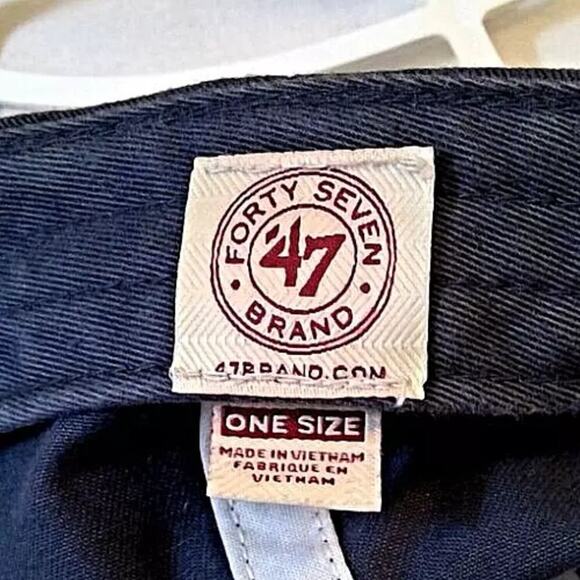 FORTY SEVEN
'47
BRAND
47BRAND.COM
ONE SIZE
MADE IN VIETNAM
FABRIQUE EN
VIETNAM